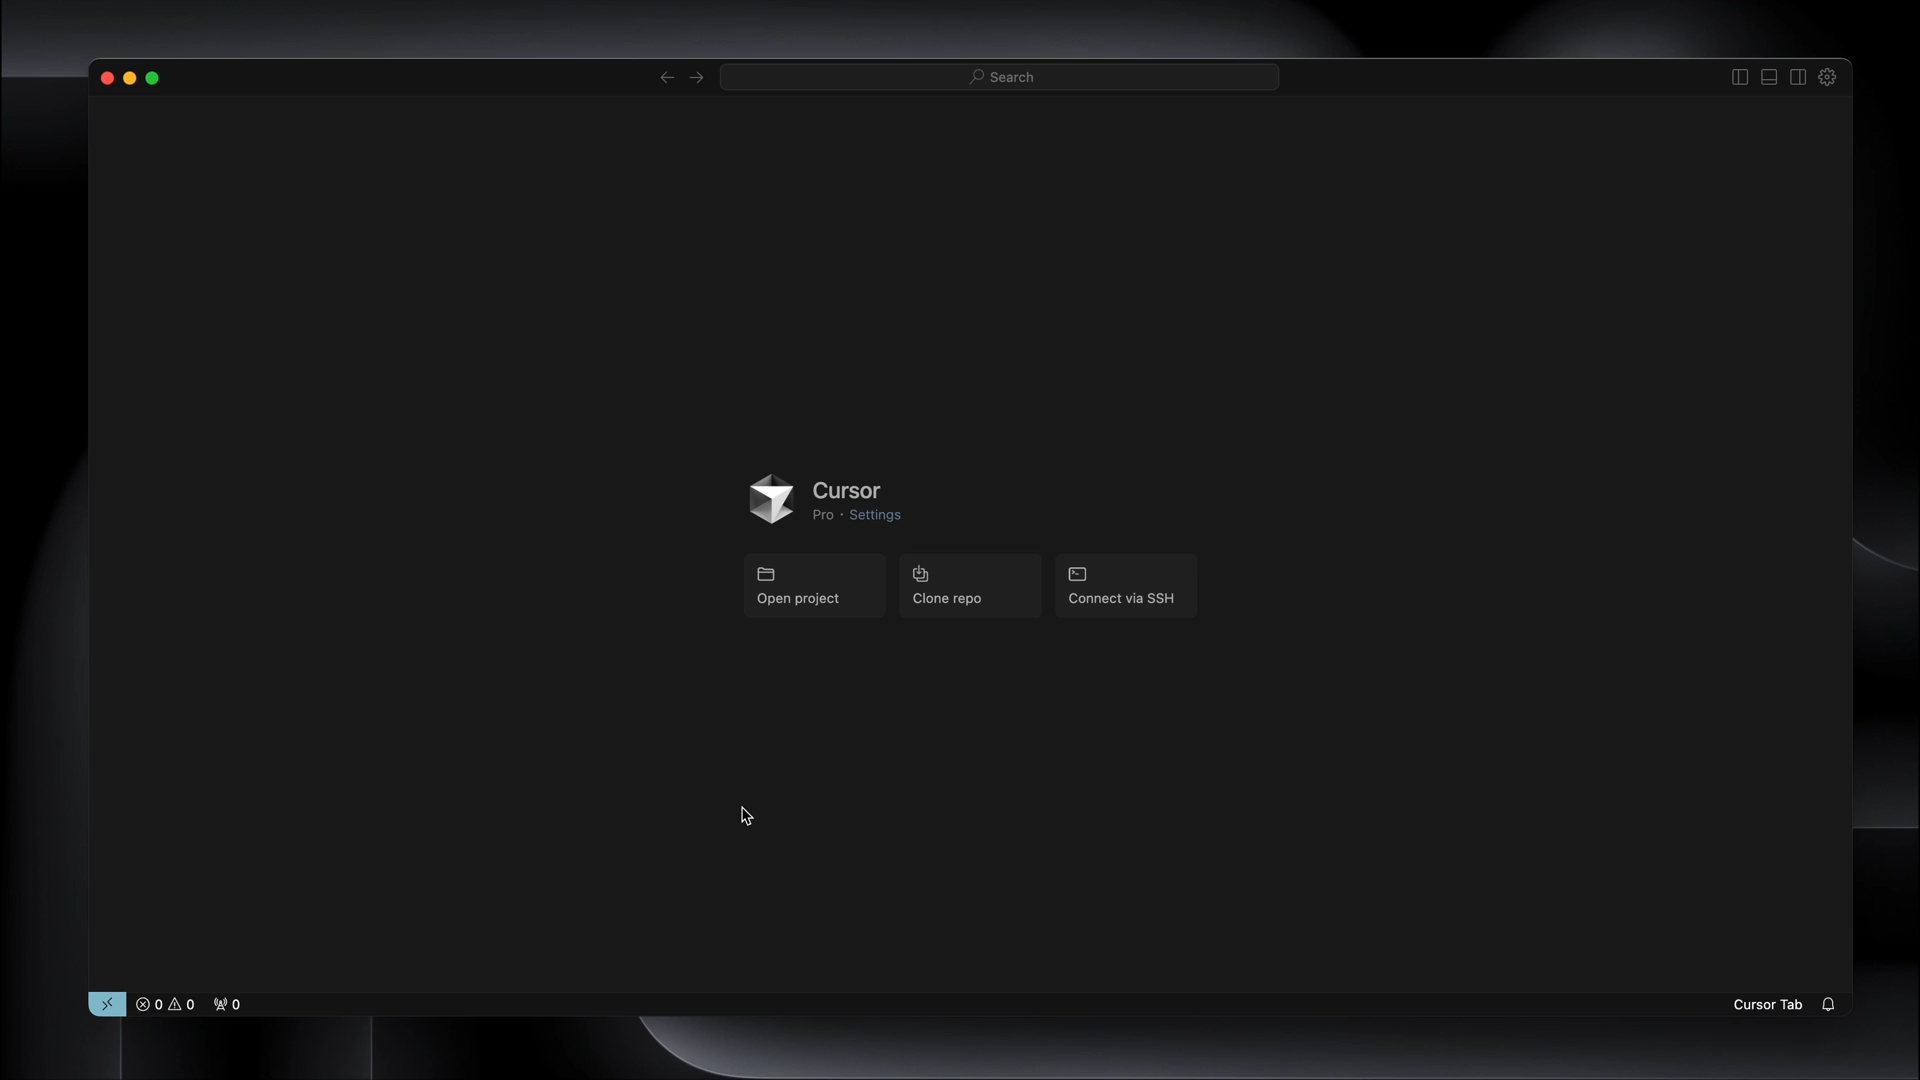 Search
Cursor
Pro · Settings
Open project
Clone repo
Connect via SSH
0 0 0
Cursor Tab